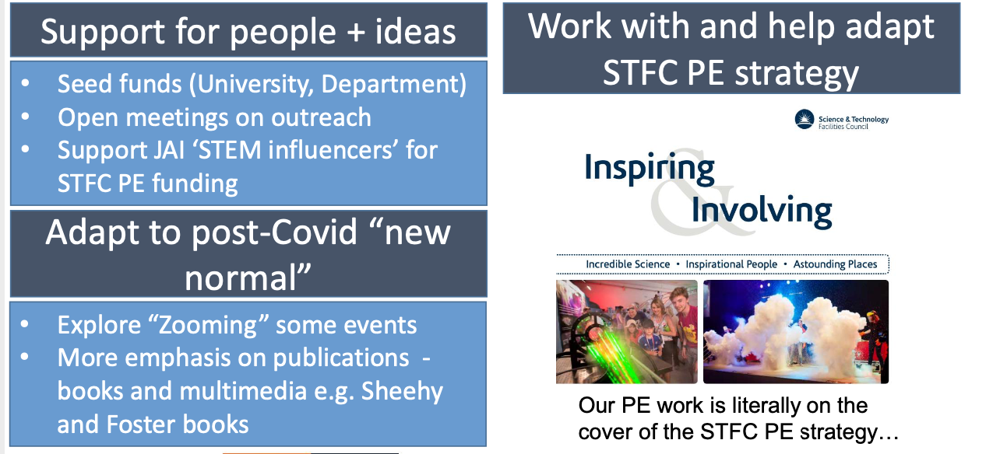 Support for people + ideas
• Seed funds (University, Department)
• Open meetings on outreach
• Support JAI ‘STEM influencers’ for
STFC PE funding
Adapt to post-Covid “new
normal”
• Explore “Zooming” some events
• More emphasis on publications -
books and multimedia e.g. Sheehy
and Foster books
Work with and help adapt
STFC PE strategy
Science & Technology
Facilities Council
Inspiring
&
Involving
Incredible Science • Inspirational People • Astounding Places
Our PE work is literally on the
cover of the STFC PE strategy…